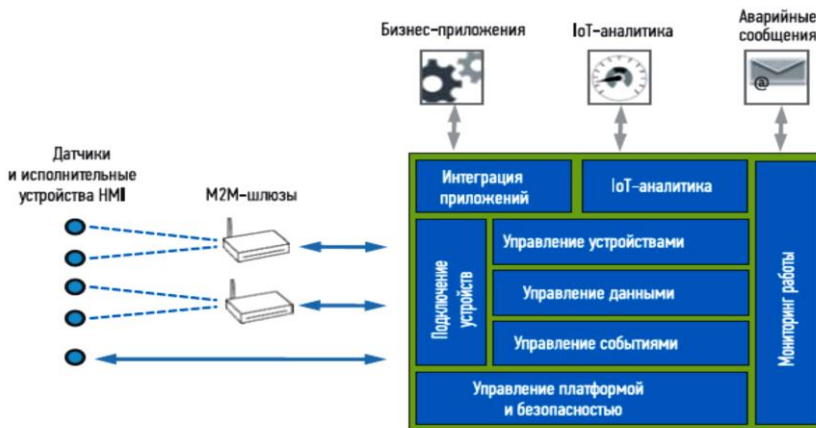 Бизнес-приложения
IoT-аналитика
Аварийные
сообщения
@
Датчики
и исполнительные
устройства HMI
M2M-шлюзы
Интеграция
приложений
IoT-аналитика
Подключение
устройств
Управление устройствами
Управление данными
Управление событиями
Мониторинг работы
Управление платформой
и безопасностью